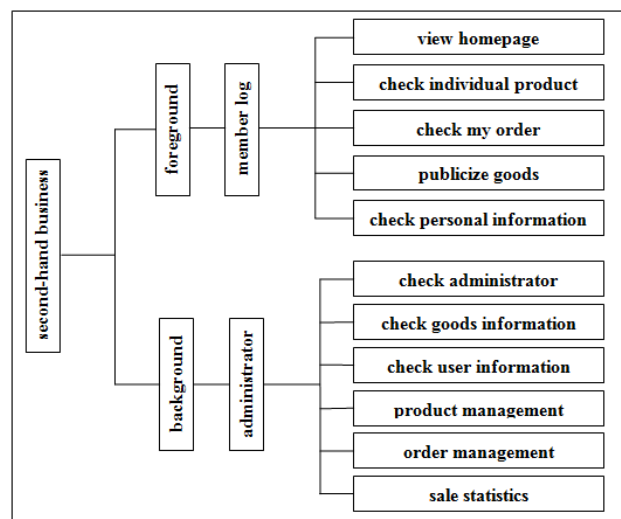 second-hand business
foreground
member log
view homepage
check individual product
check my order
publicize goods
check personal information
background
administrator
check administrator
check goods information
check user information
product management
order management
sale statistics